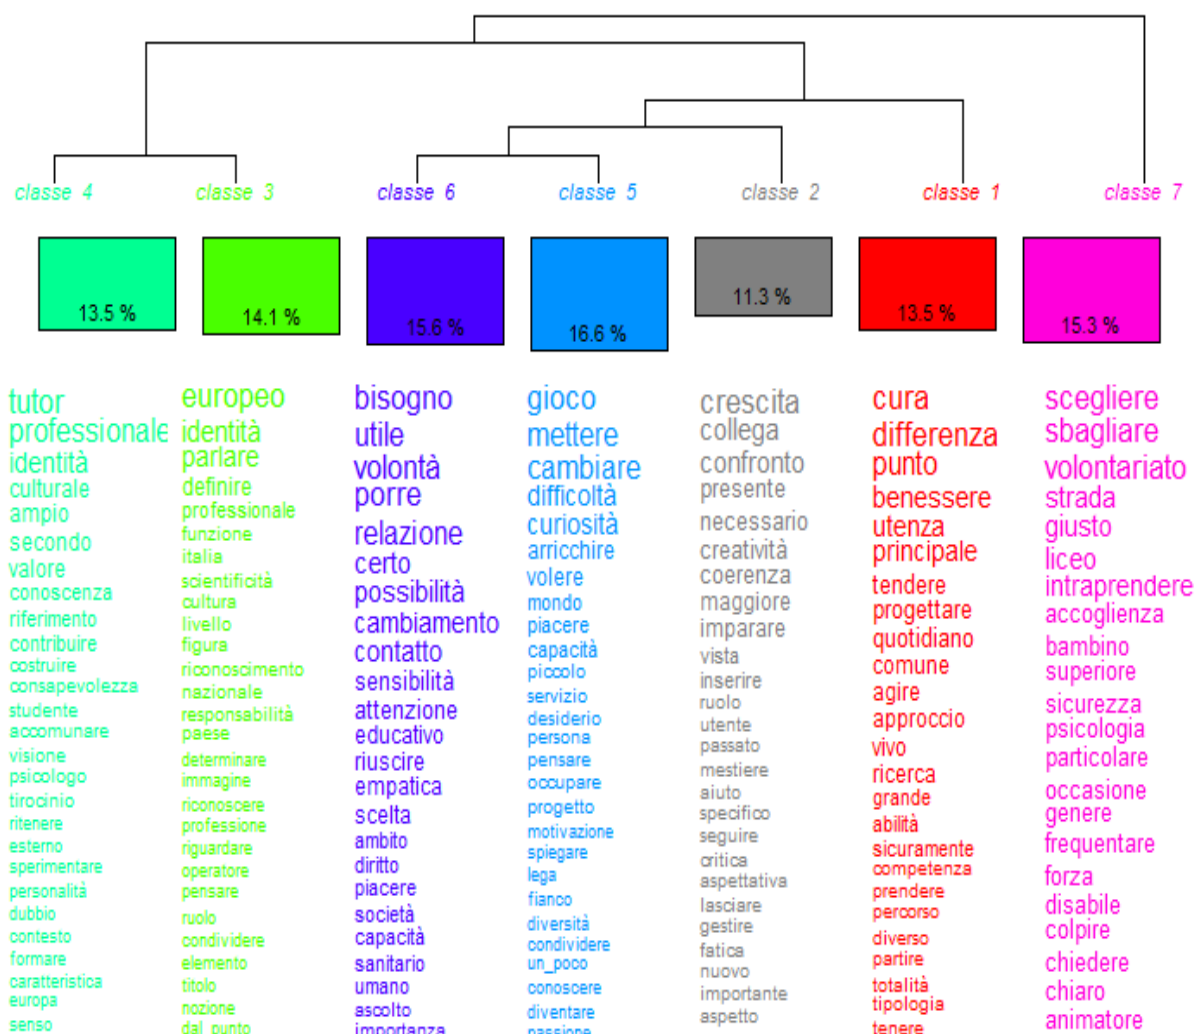 classe 4 classe 3 classe 6 classe 5 classe 2 classe 1 classe 7
13.5 % 14.1 % 15.6 % 16.6 % 11.3 % 13.5 % 15.3 %
tutor
professionale
identità
culturale
ampio
secondo
valore
conoscenza
riferimento
contribuire
costruire
consapevolezza
studente
accomunare
visione
psicologo
tirocinio
ritenere
esterno
sperimentare
personalità
dubbio
contesto
formare
caratteristica
europa
senso
europeo
identità
parlare
definire
professionale
funzione
italia
scientificità
cultura
livello
figura
riconoscimento
nazionale
responsabilità
paese
determinare
immagine
riconoscere
professione
riguardare
operatore
pensare
ruolo
condividere
elemento
titolo
nozione
dal_punto
bisogno
utile
volontà
porre
relazione
certo
possibilità
cambiamento
contatto
sensibilità
attenzione
educativo
riuscire
empatica
scelta
ambito
diritto
piacere
società
capacità
sanitario
umano
ascolto
importanza
gioco
mettere
cambiare
difficoltà
curiosità
arricchire
volere
mondo
piacere
capacità
piccolo
servizio
desiderio
persona
pensare
occupare
progetto
motivazione
spiegare
lega
fianco
diversità
condividere
un_poco
conoscere
diventare
passione
crescita
collega
confronto
presente
necessario
creatività
coerenza
maggiore
imparare
vista
inserire
ruolo
utente
passato
mestiere
aiuto
specifico
seguire
critica
aspettativa
lasciare
gestire
fatica
nuovo
importante
aspetto
cura
differenza
punto
benessere
utenza
principale
tendere
progettare
quotidiano
comune
agire
approccio
vivo
ricerca
grande
abilità
sicuramente
competenza
prendere
percorso
diverso
partire
totalità
tipologia
tenere
scegliere
sbagliare
volontariato
strada
giusto
liceo
intraprendere
accoglienza
bambino
superiore
sicurezza
psicologia
particolare
occasione
genere
frequentare
forza
disabile
colpire
chiedere
chiaro
animatore